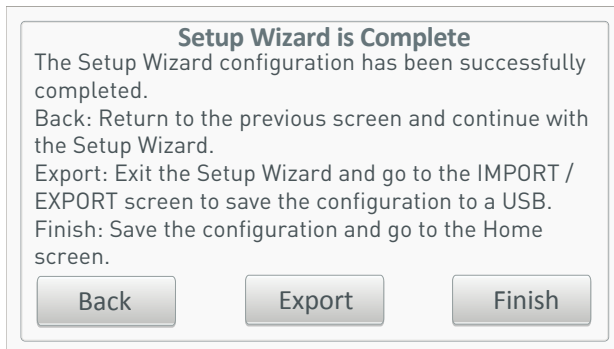 Setup Wizard is Complete
The Setup Wizard configuration has been successfully
completed.
Back: Return to the previous screen and continue with
the Setup Wizard.
Export: Exit the Setup Wizard and go to the IMPORT /
EXPORT screen to save the configuration to a USB.
Finish: Save the configuration and go to the Home
screen.
Back Export Finish